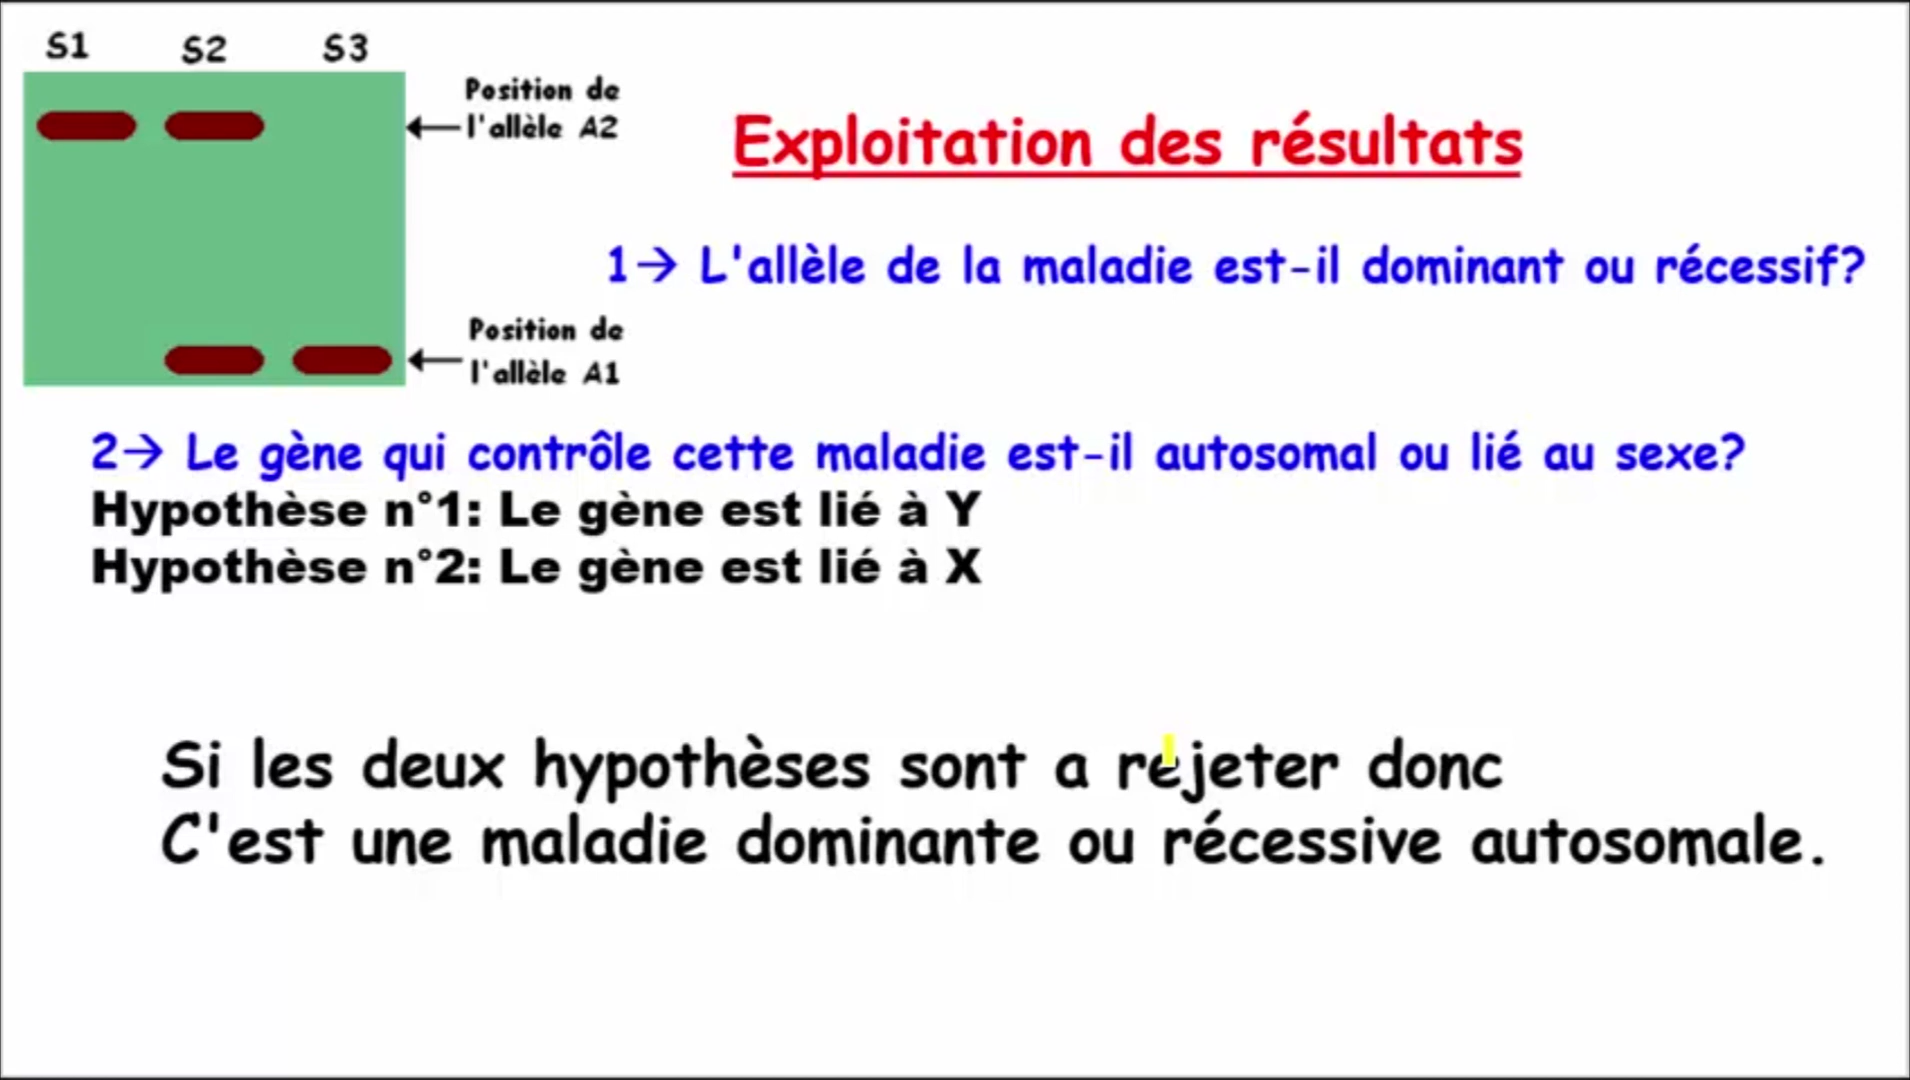 S1 S2 S3
Position de
l'allèle A2
Exploitation des résultats
1→ L'allèle de la maladie est-il dominant ou récessif?
Position de
l'allèle A1
2→ Le gène qui contrôle cette maladie est-il autosomal ou lié au sexe?
Hypothèse n°1: Le gène est lié à Y
Hypothèse n°2: Le gène est lié à X
Si les deux hypothèses sont a rejeter donc
C'est une maladie dominante ou récessive autosomale.